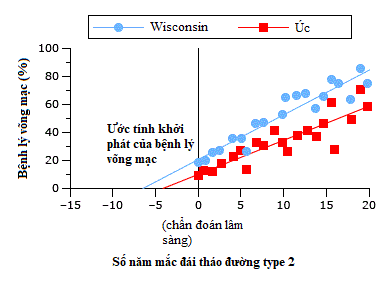 Wisconsin
Úc
Bệnh lý võng mạc (%)
100
80
60
40
20
0
Ước tính khởi
phát của bệnh lý
võng mạc
−15
−10
−5
0
5
10
15
20
(chẩn đoán lâm
sàng)
Số năm mắc đái tháo đường type 2